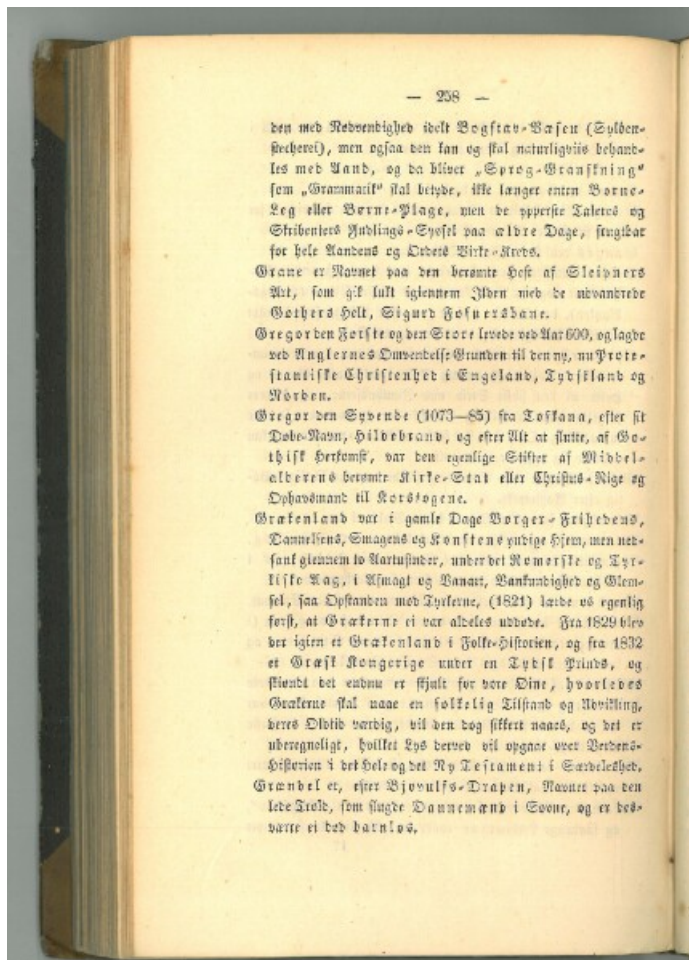 — 258 —
den med Nødvendighed idelt Bogstav-Væsen (Sylben-
stecherei), men ogsaa den kan og skal naturligviis behand-
les med Aand, og da bliver „Sprog-Granskning“
som „Grammatik“ skal betyde, ikke længer enten Børne-
Leg eller Børne-Plage, men de ypperste Taleres og
Skribenters Yndlings-Syssel paa ældre Dage, frugtbar
for hele Aandens og Ordets Virke-Kreds.
Grane er Navnet paa den berømte Hest af Sleipners
Art, som gik lukt igiennem Ilden med de udvandrede
Gothers Helt, Sigurd Fofnersbane.
Gregor den Første og den Store levede ved Aar 600, og lagde
ved Anglernes Omvendelse Grunden til den ny, nu Prote-
stantiske Christenhed i Engeland, Tydskland og
Norden.
Gregor den Syvende (1073—85) fra Toskana, efter sit
Døbe-Navn, Hildebrand, og efter Alt at slutte, af Go-
thisk Herkomst, var den egenlige Stifter af Middel-
alderens berømte Kirke-Stat eller Christus-Rige og
Ophavsmand til Korstogene.
Grækenland var i gamle Dage Borger-Frihedens,
Dannelsens, Smagens og Konstens yndige Hjem, men ned-
sank giennem to Aartusinder, under det Romerske og Tyr-
kiske Aag, i Afmagt og Vanart, Vankundighed og Glem-
sel, saa Opstanden mod Tyrkerne, (1821) lærde os egenlig
først, at Grækerne ei var aldeles uddøde. Fra 1829 blev
der igien et Grækenland i Folke-Historien, og fra 1832
et Græsk Kongerige under en Tydsk Prinds, og
skiøndt det endnu er skjult for vore Øine, hvorledes
Grækerne skal naae en folkelig Tilstand og Udvikling,
deres Oldtid værdig, vil den dog sikkert naaes, og det er
uberegneligt, hvilket Lys derved vil opgaae over Verdens-
Historien i det Hele og det Ny Testament i Særdeleshed.
Grændel et, efter Bjovulfs-Drapen, Navnet paa den
lede Trold, som slugde Dannemænd i Søvne, og er des-
værre ei død barnløs.